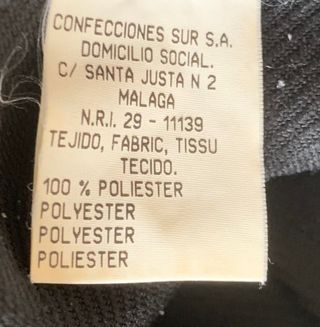 CONFECCIONES SUR S.A.
DOMICILIO SOCIAL.
C/ SANTA JUSTA N 2
MALAGA
N.R.I. 29 - 11139
TEJIDO, FABRIC, TISSU
TECIDO.
100 % POLIESTER
POLYESTER
POLYESTER
POLIESTER